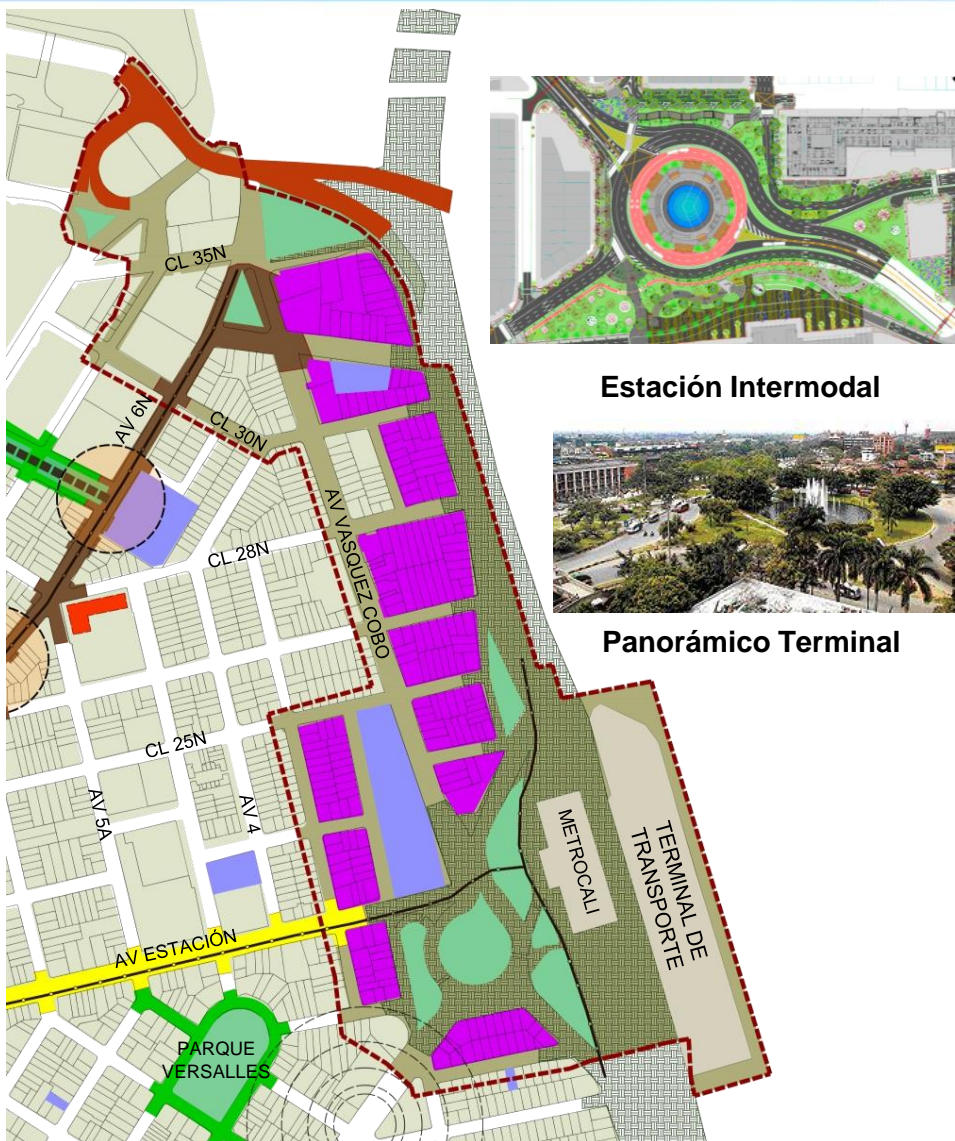 CL 35N
Estación Intermodal
AV 6N
CL 30N
AV VASQUEZ COBO
CL 28N
Panorámico Terminal
CL 25N
AV 5A
AV 4
METROCALI
TERMINAL DE
TRANSPORTE
AV ESTACIÓN
PARQUE
VERSALLES